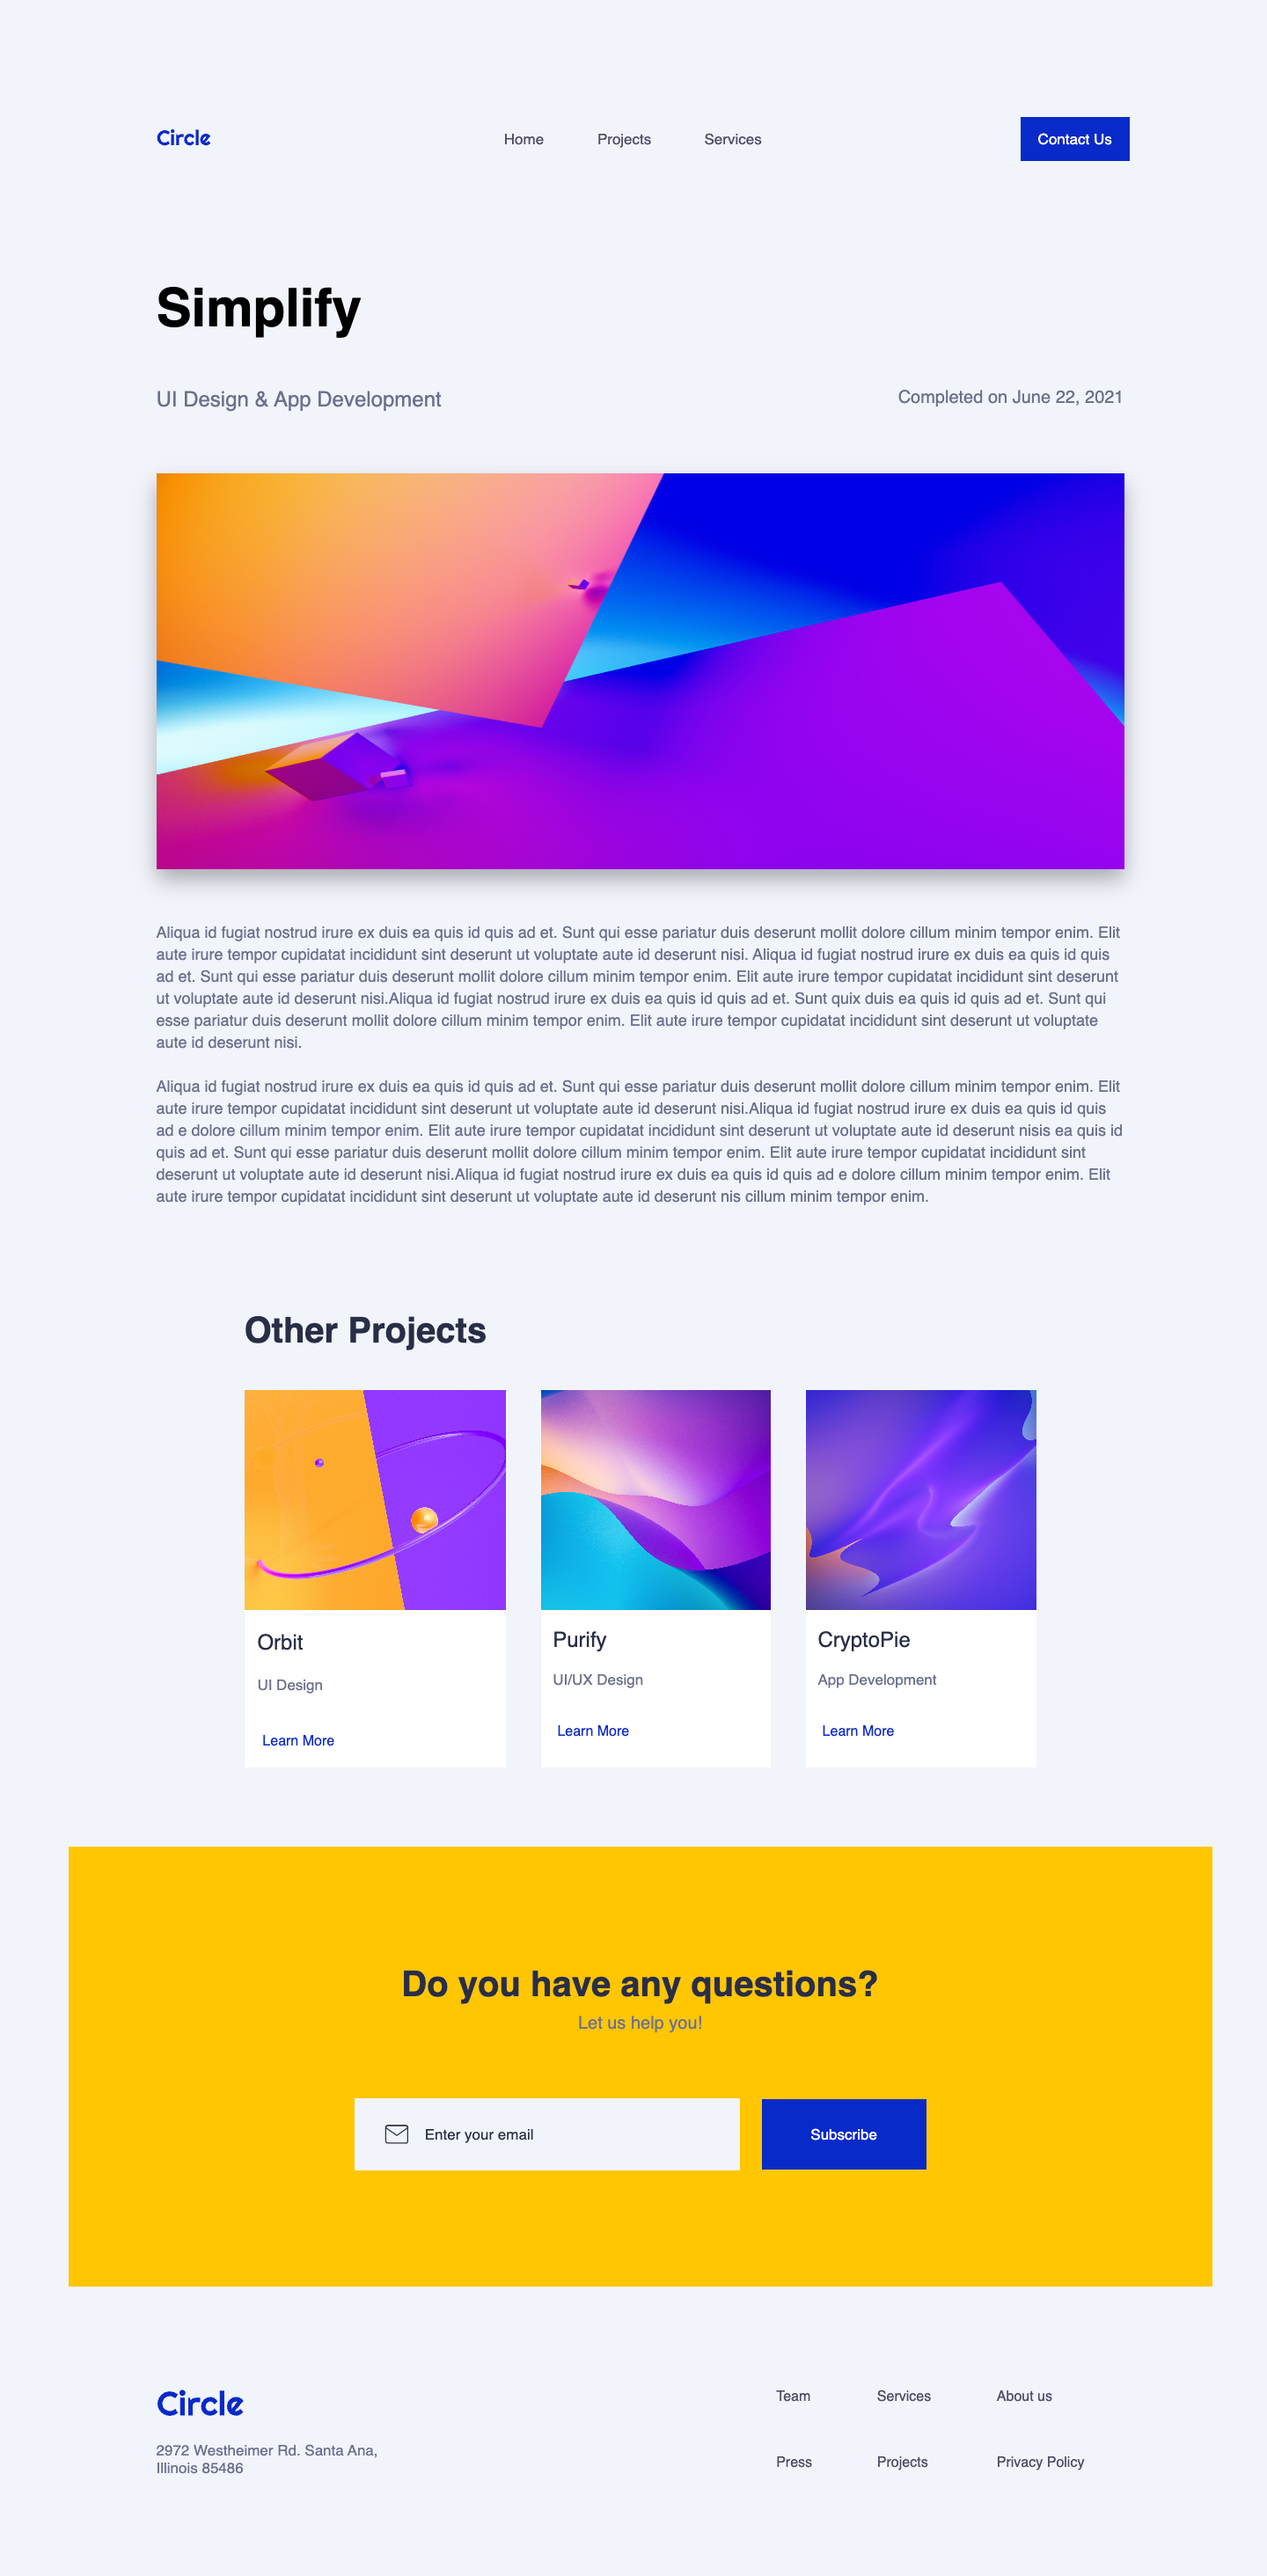 Circle
Home Projects Services
Contact Us
Simplify
UI Design & App Development
Completed on June 22, 2021
Aliqua id fugiat nostrud irure ex duis ea quis id quis ad et. Sunt qui esse pariatur duis deserunt mollit dolore cillum minim tempor enim. Elit
aute irure tempor cupidatat incididunt sint deserunt ut voluptate aute id deserunt nisi. Aliqua id fugiat nostrud irure ex duis ea quis id quis
ad et. Sunt qui esse pariatur duis deserunt mollit dolore cillum minim tempor enim. Elit aute irure tempor cupidatat incididunt sint deserunt
ut voluptate aute id deserunt nisi.Aliqua id fugiat nostrud irure ex duis ea quis id quis ad et. Sunt quix duis ea quis id quis ad et. Sunt qui
esse pariatur duis deserunt mollit dolore cillum minim tempor enim. Elit aute irure tempor cupidatat incididunt sint deserunt ut voluptate
aute id deserunt nisi.
Aliqua id fugiat nostrud irure ex duis ea quis id quis ad et. Sunt qui esse pariatur duis deserunt mollit dolore cillum minim tempor enim. Elit
aute irure tempor cupidatat incididunt sint deserunt ut voluptate aute id deserunt nisi.Aliqua id fugiat nostrud irure ex duis ea quis id quis
ad e dolore cillum minim tempor enim. Elit aute irure tempor cupidatat incididunt sint deserunt ut voluptate aute id deserunt nisis ea quis id
quis ad et. Sunt qui esse pariatur duis deserunt mollit dolore cillum minim tempor enim. Elit aute irure tempor cupidatat incididunt sint
deserunt ut voluptate aute id deserunt nisi.Aliqua id fugiat nostrud irure ex duis ea quis id quis ad e dolore cillum minim tempor enim. Elit
aute irure tempor cupidatat incididunt sint deserunt ut voluptate aute id deserunt nis cillum minim tempor enim.
Other Projects
Orbit
UI Design
Learn More
Purify
UI/UX Design
Learn More
CryptoPie
App Development
Learn More
Do you have any questions?
Let us help you!
Enter your email
Subscribe
Circle
2972 Westheimer Rd. Santa Ana,
Illinois 85486
Team Services About us
Press Projects Privacy Policy